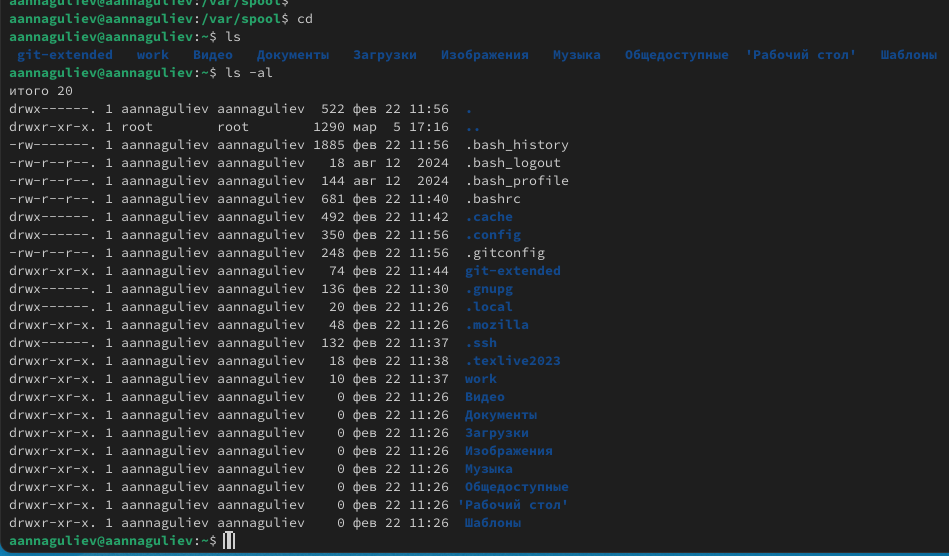 aannaguliev@aannaguliev:/var/spool$
aannaguliev@aannaguliev:/var/spool$ cd
aannaguliev@aannaguliev:~$ ls
git-extended work Видео Документы Загрузки Изображения Музыка Общедоступные 'Рабочий стол' Шаблоны
aannaguliev@aannaguliev:~$ ls -al
итого 20
drwx------. 1 aannaguliev aannaguliev 522 фев 22 11:56 .
drwxr-xr-x. 1 root root 1290 мар 5 17:16 ..
-rw-------. 1 aannaguliev aannaguliev 1885 фев 22 11:56 .bash_history
-rw-r--r--. 1 aannaguliev aannaguliev 18 авг 12 2024 .bash_logout
-rw-r--r--. 1 aannaguliev aannaguliev 144 авг 12 2024 .bash_profile
-rw-r--r--. 1 aannaguliev aannaguliev 681 фев 22 11:40 .bashrc
drwx------. 1 aannaguliev aannaguliev 492 фев 22 11:42 .cache
drwx------. 1 aannaguliev aannaguliev 350 фев 22 11:56 .config
-rw-r--r--. 1 aannaguliev aannaguliev 248 фев 22 11:56 .gitconfig
drwxr-xr-x. 1 aannaguliev aannaguliev 74 фев 22 11:44 git-extended
drwx------. 1 aannaguliev aannaguliev 136 фев 22 11:30 .gnupg
drwx------. 1 aannaguliev aannaguliev 20 фев 22 11:26 .local
drwxr-xr-x. 1 aannaguliev aannaguliev 48 фев 22 11:26 .mozilla
drwx------. 1 aannaguliev aannaguliev 132 фев 22 11:37 .ssh
drwxr-xr-x. 1 aannaguliev aannaguliev 18 фев 22 11:38 .texlive2023
drwxr-xr-x. 1 aannaguliev aannaguliev 10 фев 22 11:37 work
drwxr-xr-x. 1 aannaguliev aannaguliev 0 фев 22 11:26 Видео
drwxr-xr-x. 1 aannaguliev aannaguliev 0 фев 22 11:26 Документы
drwxr-xr-x. 1 aannaguliev aannaguliev 0 фев 22 11:26 Загрузки
drwxr-xr-x. 1 aannaguliev aannaguliev 0 фев 22 11:26 Изображения
drwxr-xr-x. 1 aannaguliev aannaguliev 0 фев 22 11:26 Музыка
drwxr-xr-x. 1 aannaguliev aannaguliev 0 фев 22 11:26 Общедоступные
drwxr-xr-x. 1 aannaguliev aannaguliev 0 фев 22 11:26 'Рабочий стол'
drwxr-xr-x. 1 aannaguliev aannaguliev 0 фев 22 11:26 Шаблоны
aannaguliev@aannaguliev:~$